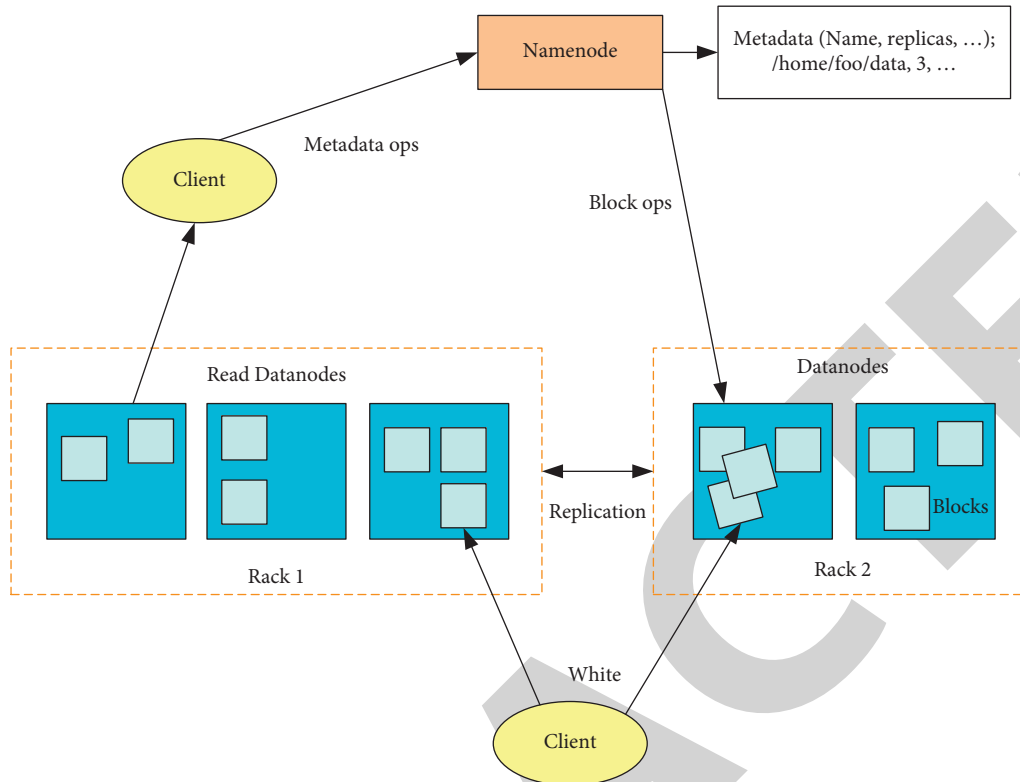 Namenode
Metadata (Name, replicas, …);
/home/foo/data, 3, …
Metadata ops
Client
Block ops
Read Datanodes
Datanodes
Replication
Blocks
Rack 1
Rack 2
White
Client